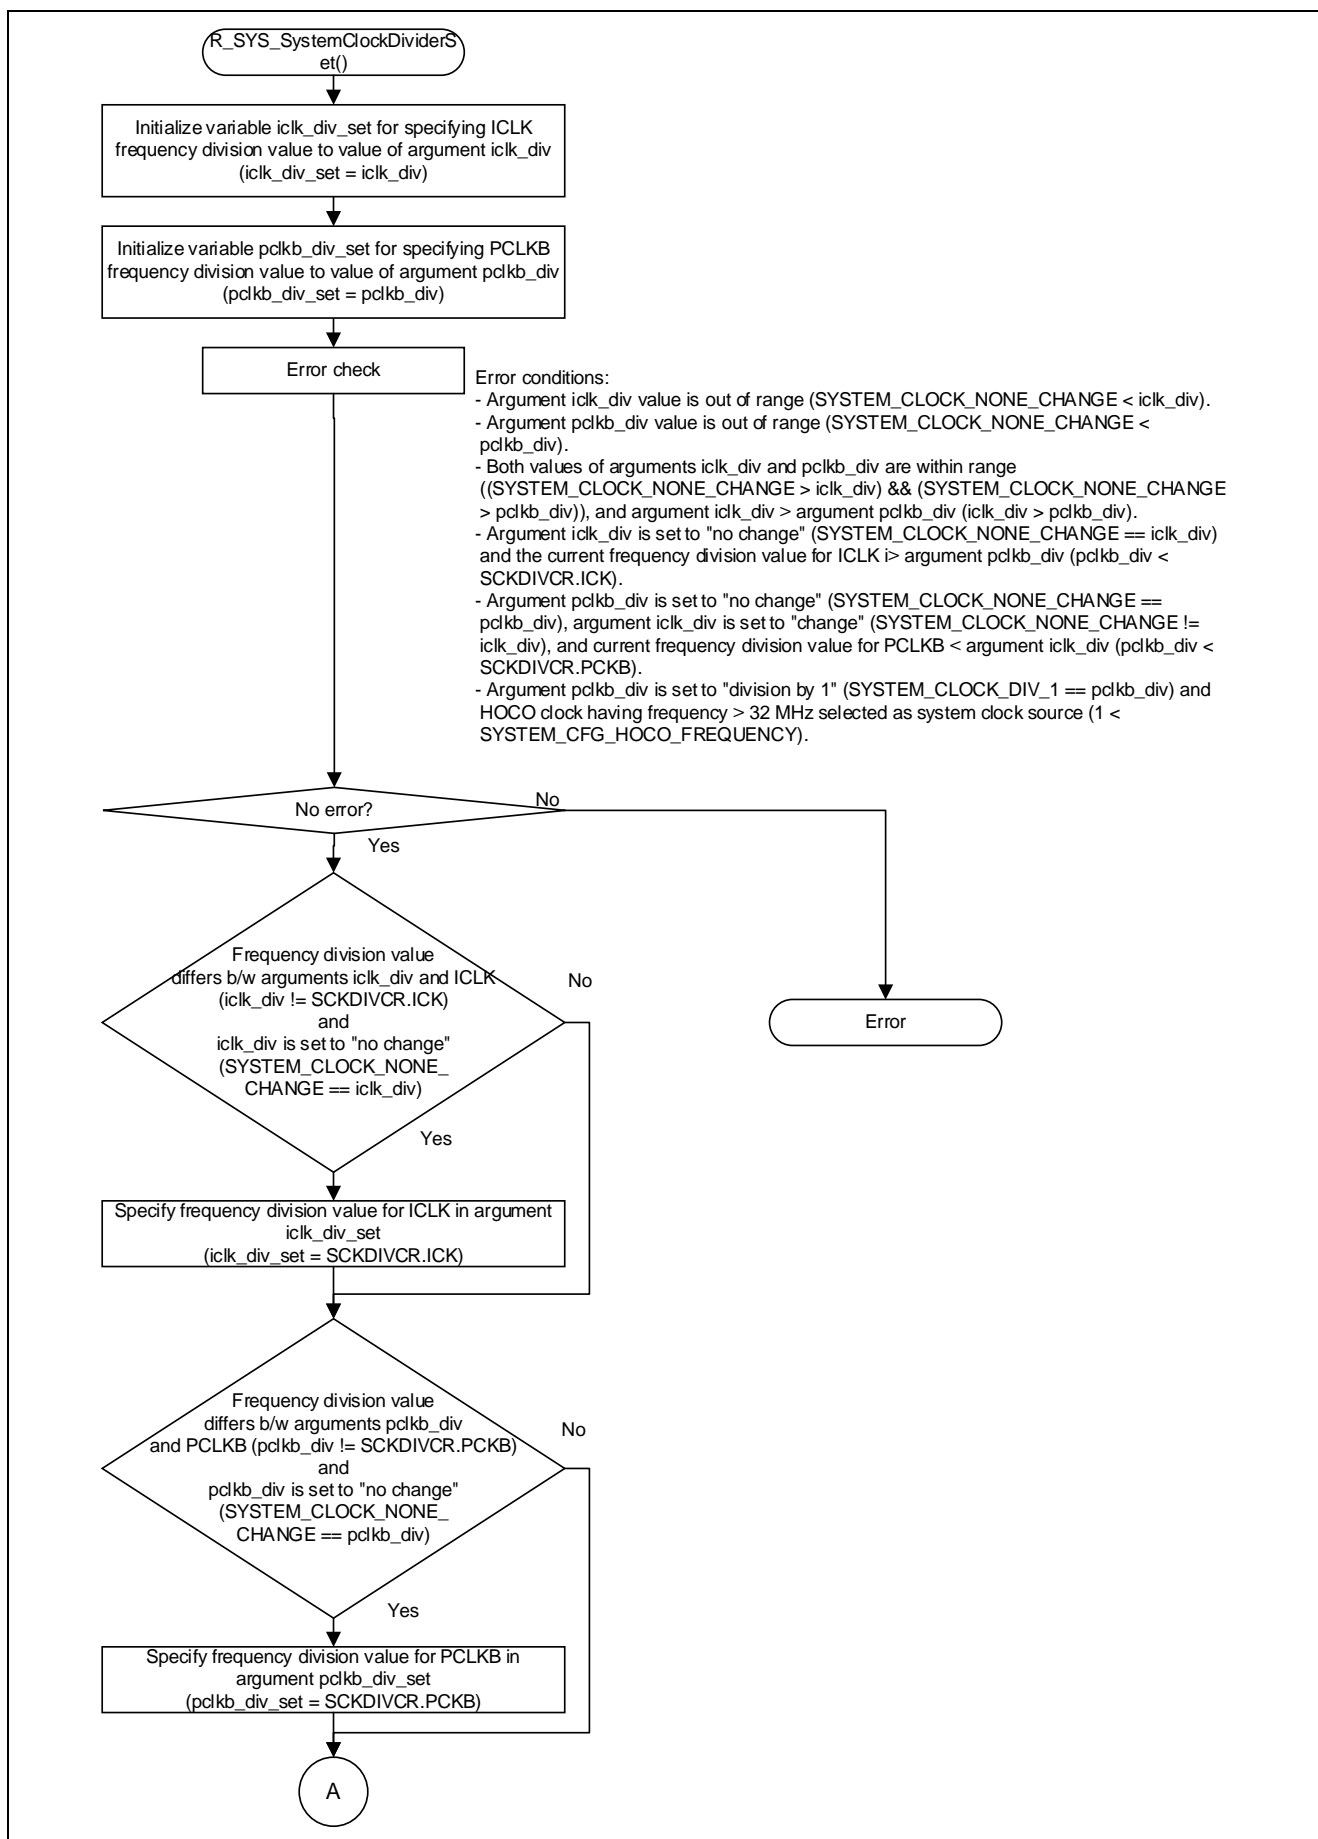 R_SYS_SystemClockDividerS
et()
Initialize variable iclk_div_set for specifying ICLK
frequency division value to value of argument iclk_div
(iclk_div_set = iclk_div)
Initialize variable pclkb_div_set for specifying PCLKB
frequency division value to value of argument pclkb_div
(pclkb_div_set = pclkb_div)
Error check
Error conditions:
- Argument iclk_div value is out of range (SYSTEM_CLOCK_NONE_CHANGE < iclk_div).
- Argument pclkb_div value is out of range (SYSTEM_CLOCK_NONE_CHANGE <
pclkb_div).
- Both values of arguments iclk_div and pclkb_div are within range
((SYSTEM_CLOCK_NONE_CHANGE > iclk_div) && (SYSTEM_CLOCK_NONE_CHANGE
> pclkb_div)), and argument iclk_div > argument pclkb_div (iclk_div > pclkb_div).
- Argument iclk_div is set to "no change" (SYSTEM_CLOCK_NONE_CHANGE == iclk_div)
and the current frequency division value for ICLK i> argument pclkb_div (pclkb_div <
SCKDIVCR.ICK).
- Argument pclkb_div is set to "no change" (SYSTEM_CLOCK_NONE_CHANGE ==
pclkb_div), argument iclk_div is set to "change" (SYSTEM_CLOCK_NONE_CHANGE !=
iclk_div), and current frequency division value for PCLKB < argument iclk_div (pclkb_div <
SCKDIVCR.PCKB).
- Argument pclkb_div is set to "division by 1" (SYSTEM_CLOCK_DIV_1 == pclkb_div) and
HOCO clock having frequency > 32 MHz selected as system clock source (1 <
SYSTEM_CFG_HOCO_FREQUENCY).
No error?
No
Yes
Frequency division value
differs b/w arguments iclk_div and ICLK
(iclk_div != SCKDIVCR.ICK)
and
iclk_div is set to "no change"
(SYSTEM_CLOCK_NONE_
CHANGE == iclk_div)
No
Error
Yes
Specify frequency division value for ICLK in argument
iclk_div_set
(iclk_div_set = SCKDIVCR.ICK)
Frequency division value
differs b/w arguments pclkb_div
and PCLKB (pclkb_div != SCKDIVCR.PCKB)
and
pclkb_div is set to "no change"
(SYSTEM_CLOCK_NONE_
CHANGE == pclkb_div)
No
Yes
Specify frequency division value for PCLKB in
argument pclkb_div_set
(pclkb_div_set = SCKDIVCR.PCKB)
A